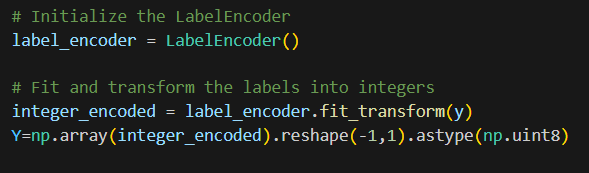 # Initialize the LabelEncoder
label_encoder = LabelEncoder()
# Fit and transform the labels into integers
integer_encoded = label_encoder.fit_transform(y)
Y=np.array(integer_encoded).reshape(-1,1).astype(np.uint8)